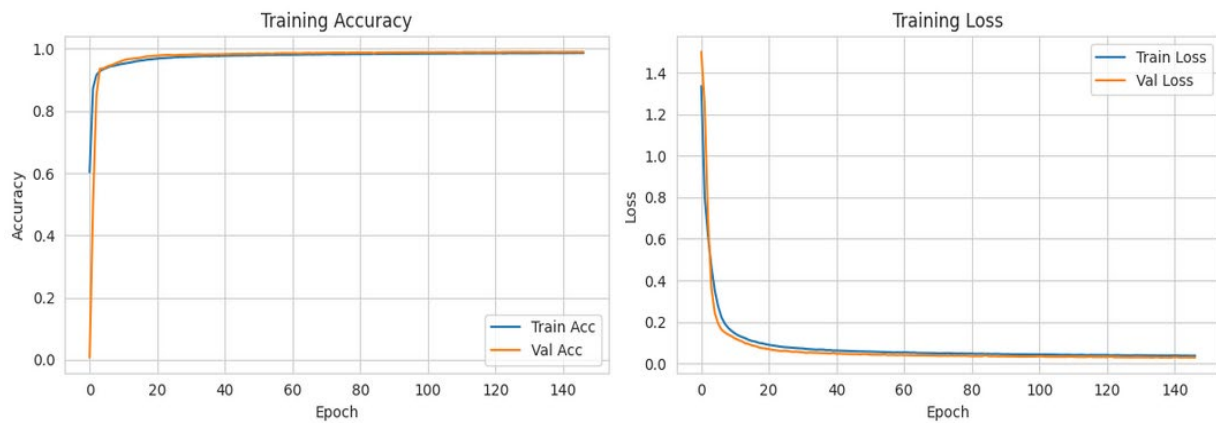 Training Accuracy
1.0
0.8
0.6
0.4
0.2
0.0
Accuracy
Train Acc
Val Acc
0 20 40 60 80 100 120 140
Epoch
Training Loss
1.4
1.2
1.0
0.8
0.6
0.4
0.2
0.0
Loss
Train Loss
Val Loss
0 20 40 60 80 100 120 140
Epoch